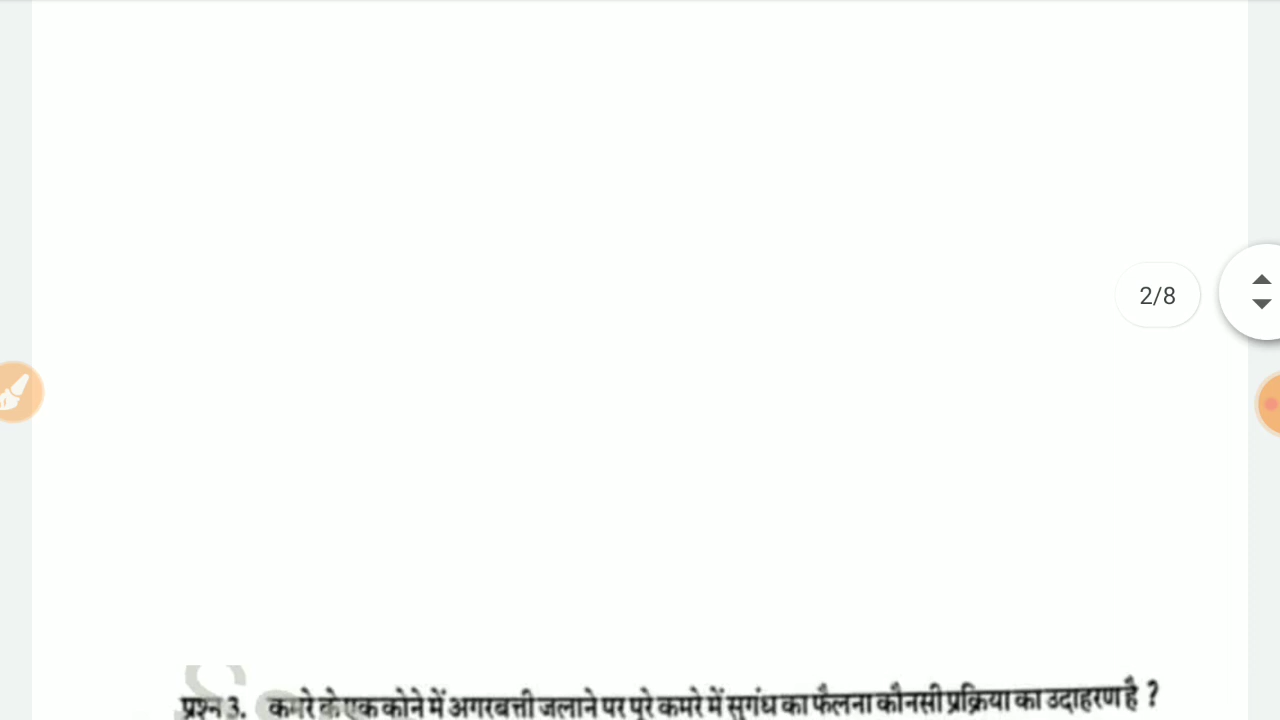 2/8
प्रश्न 3. कमरे के एक कोने में अगरबत्ती जलाने पर पूरे कमरे में सुगंध का फैलना कौनसी प्रक्रिया का उदाहरण है ?